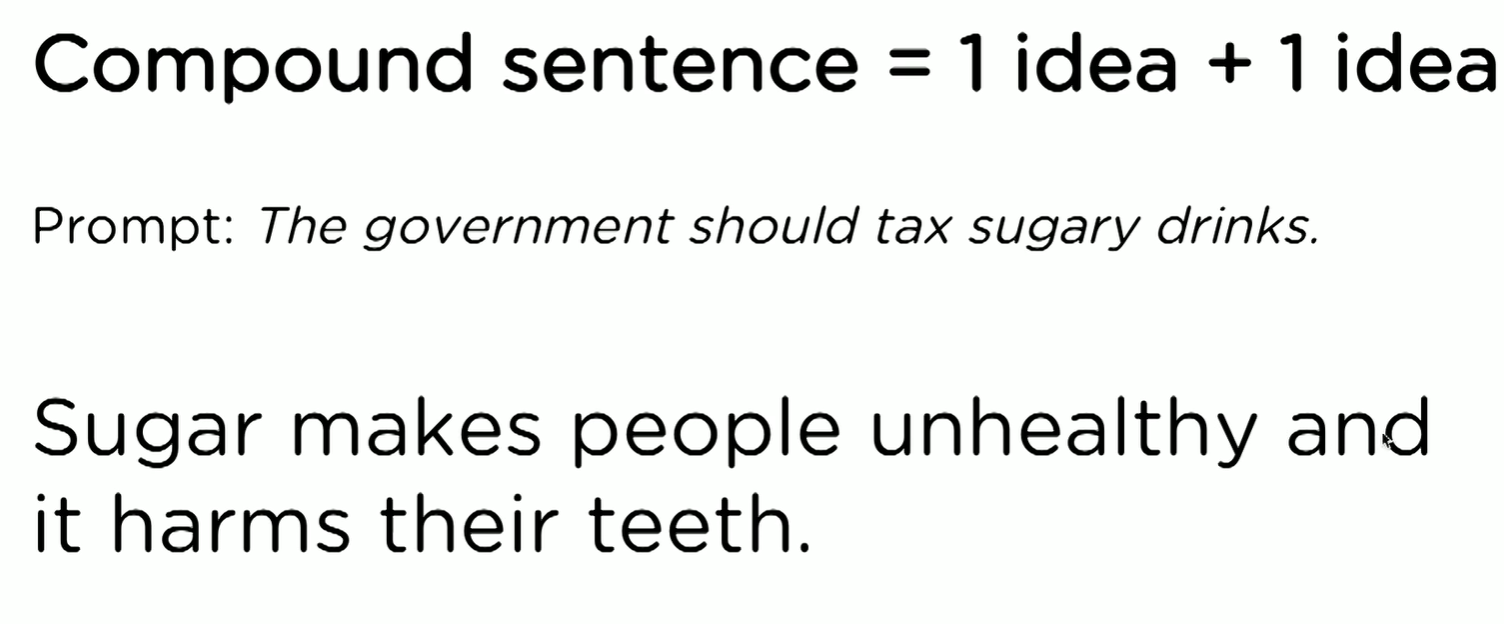 Compound sentence = 1 idea + 1 idea
Prompt: The government should tax sugary drinks.
Sugar makes people unhealthy and
it harms their teeth.